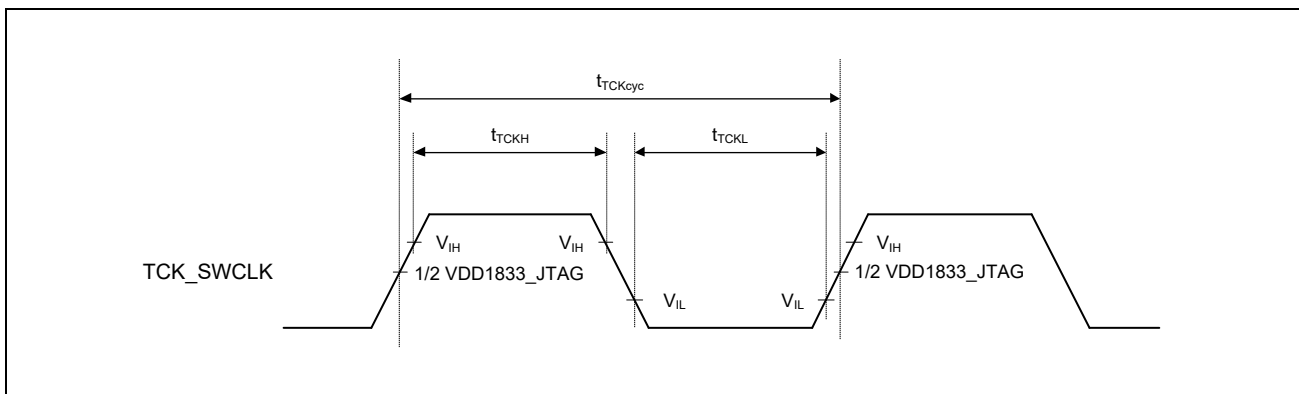 tTCKcyc
tTCKH
tTCKL
VIH
VIH
VIH
TCK_SWCLK
1/2 VDD1833_JTAG
1/2 VDD1833_JTAG
VIL
VIL